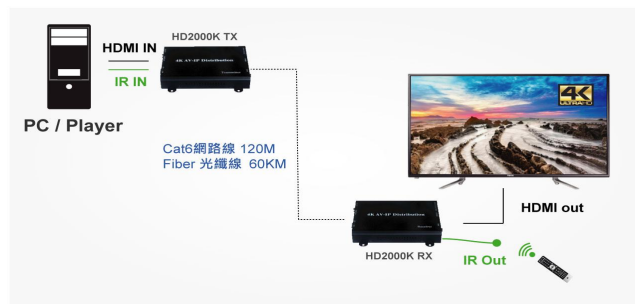 HD2000K TX
HDMI IN
4K AV-IP Distribution
IR IN
PC / Player
4K
ULTRA HD
Cat6網路線 120M
Fiber 光纖線 60KM
HDMI out
4K AV-IP Distribution
HD2000K RX
IR Out